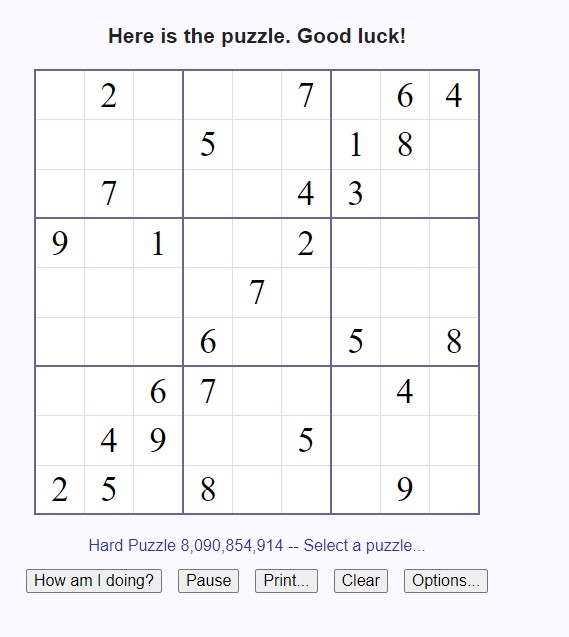 Here is the puzzle. Good luck!
2 7 6 4
5 1 8
7 4 3
9 1 2
7
6 5 8
6 7 4
4 9 5
2 5 8 9
Hard Puzzle 8,090,854,914 -- Select a puzzle...
How am I doing? Pause Print... Clear Options...